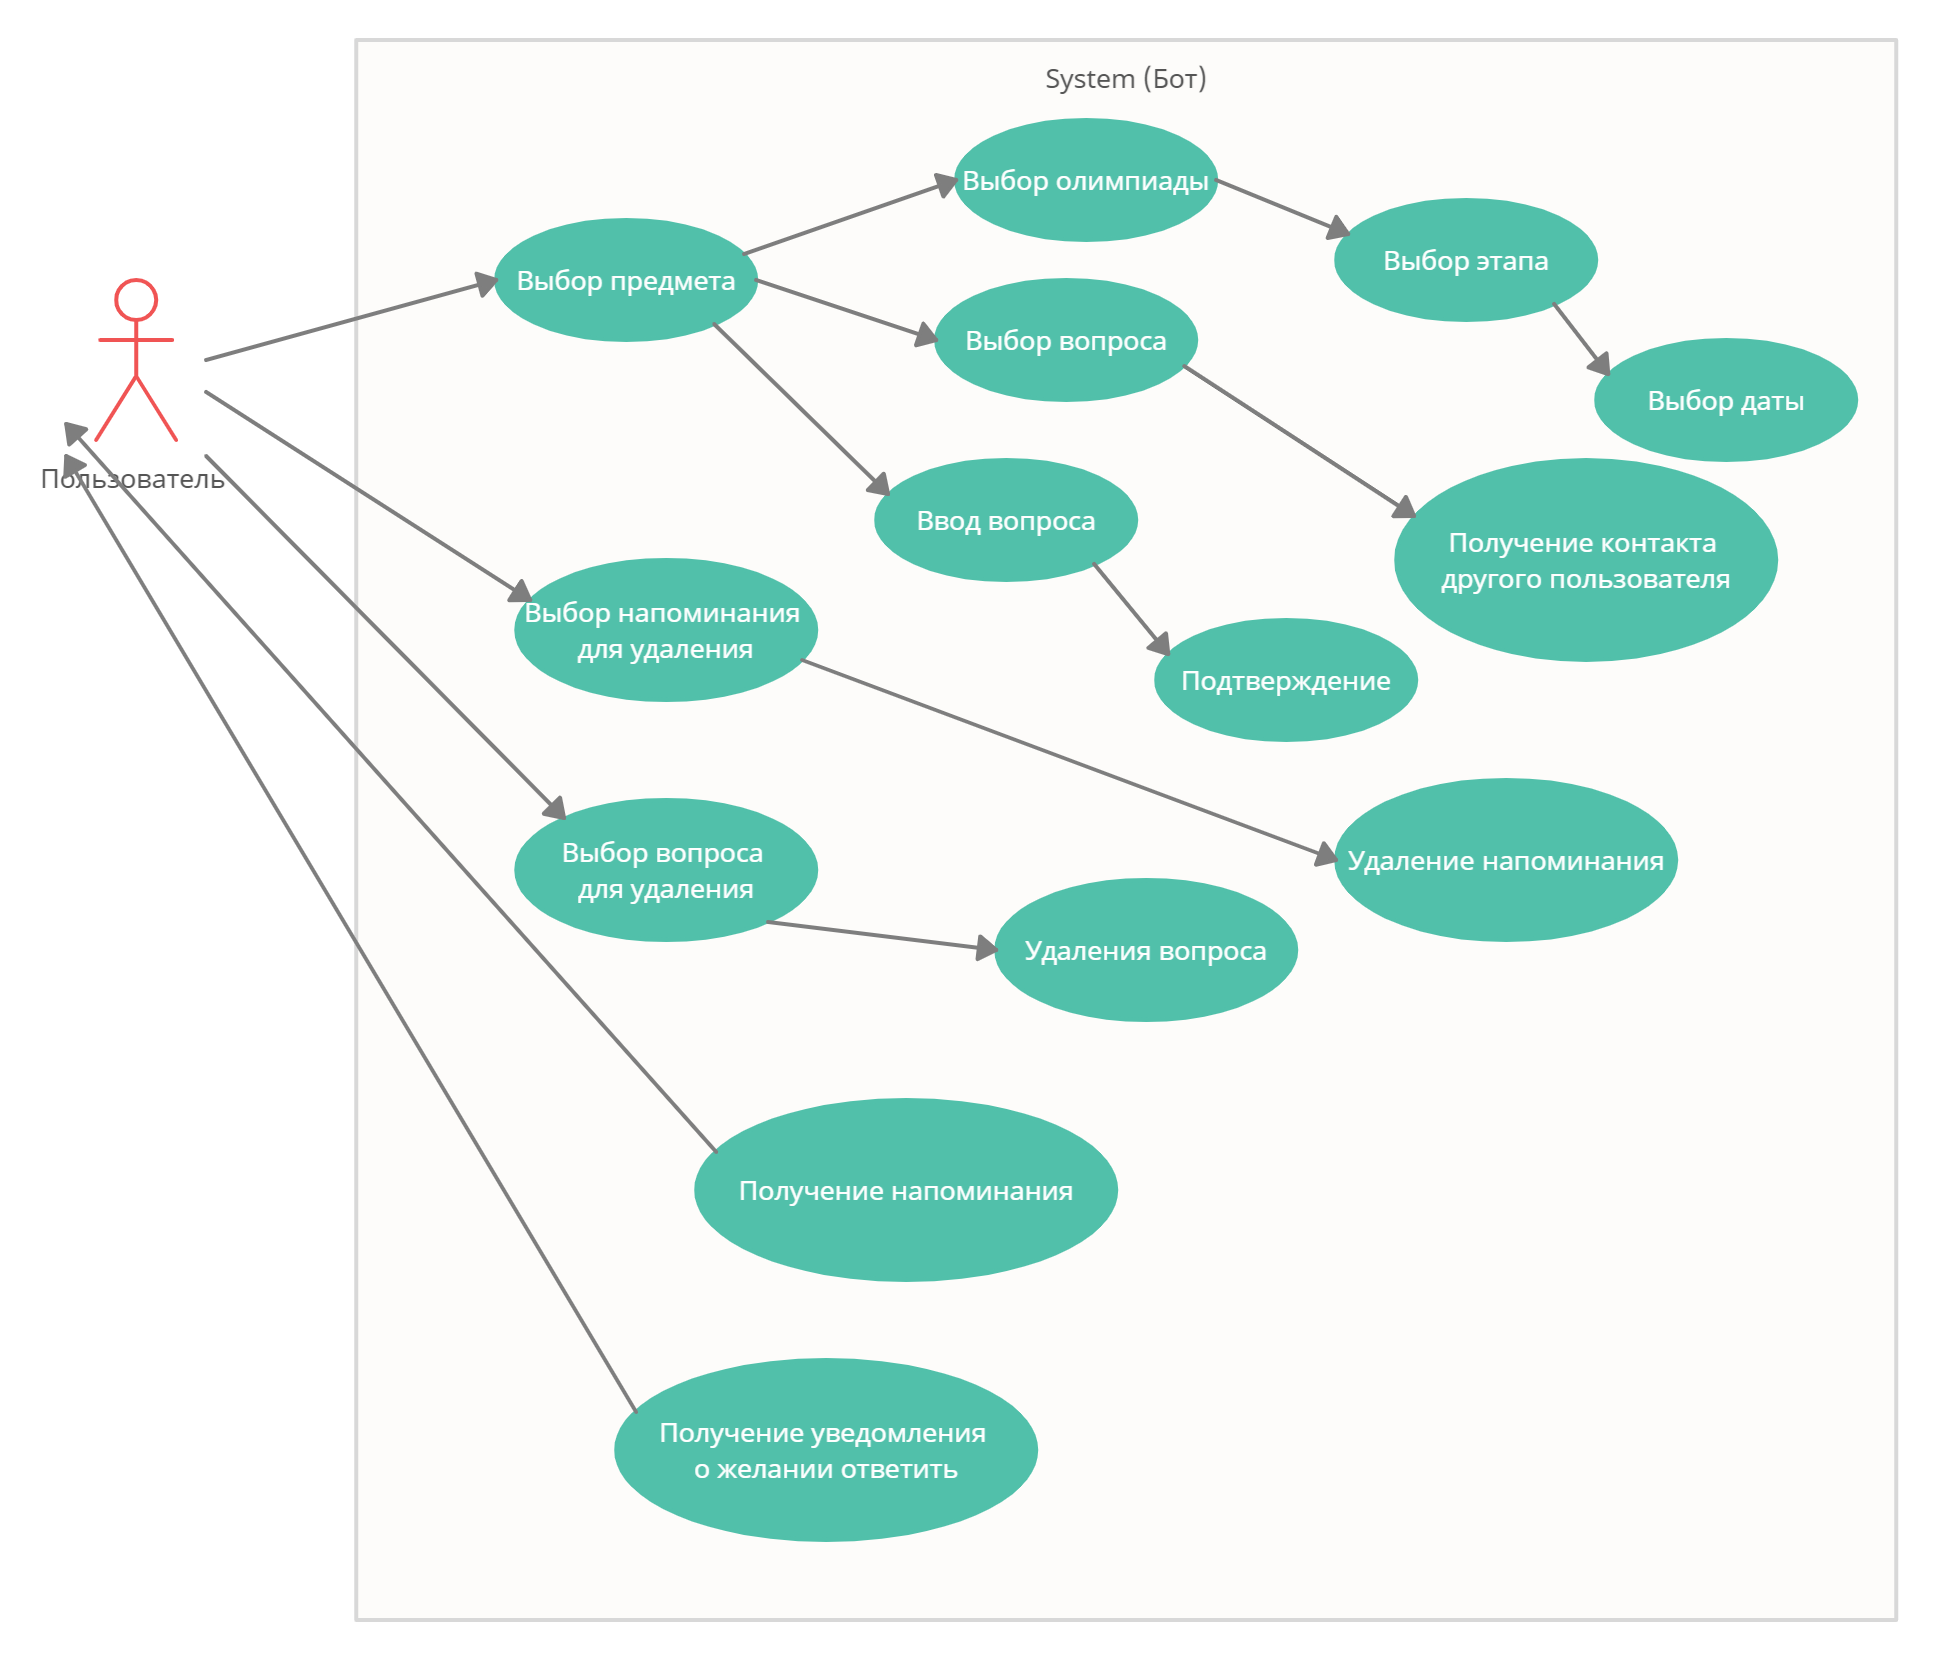 System (Бот)
Выбор олимпиады
Выбор этапа
Выбор предмета
Выбор вопроса
Выбор даты
Пользователь
Ввод вопроса
Получение контакта
другого пользователя
Выбор напоминания
для удаления
Подтверждение
Выбор вопроса
для удаления
Удаление напоминания
Удаления вопроса
Получение напоминания
Получение уведомления
о желании ответить